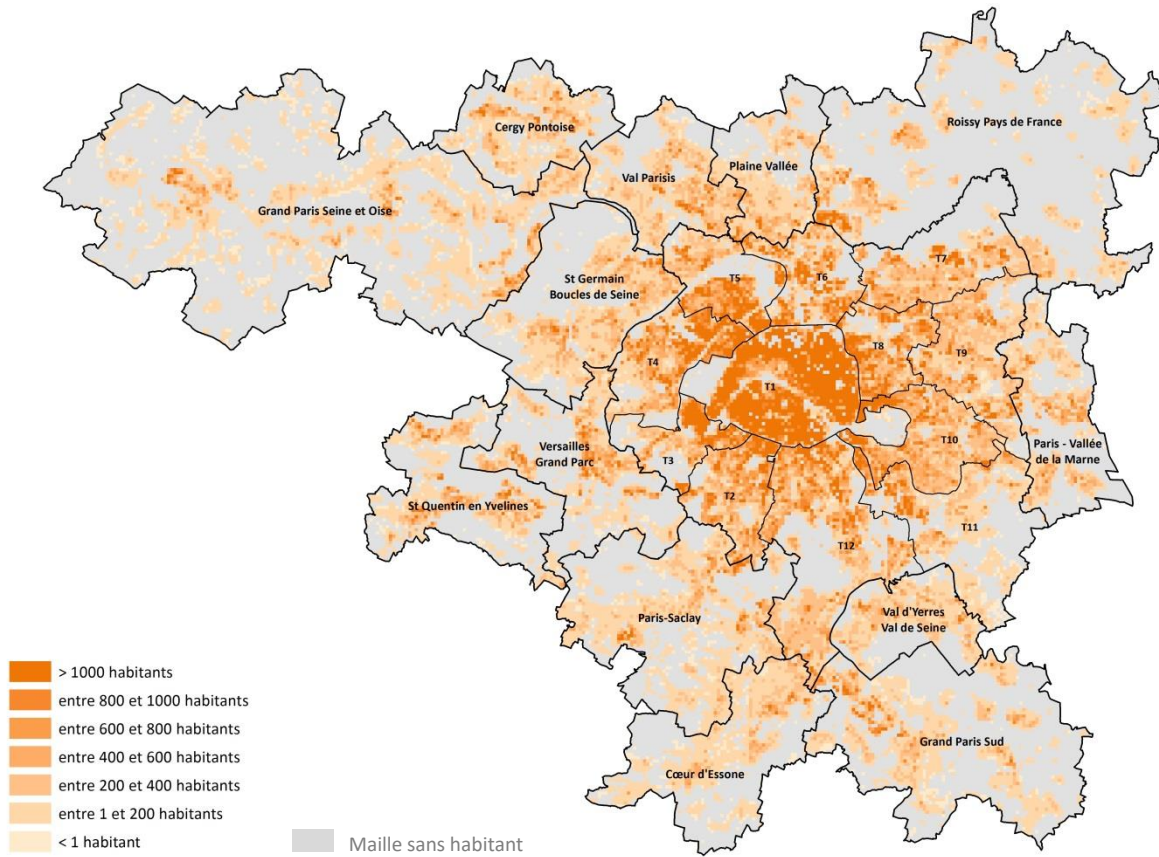 Cergy Pontoise
Roissy Pays de France
Plaine Vallée
Val Parisis
Grand Paris Seine et Oise
T7
St Germain
Boucles de Seine
T5
T6
T8
T9
T4
T1
T10
Versailles
Grand Parc
T3
Paris - Vallée
de la Marne
T2
St Quentin en Yvelines
T11
T12
Paris-Saclay
Val d'Yerres
Val de Seine
Grand Paris Sud
Cœur d'Essone
> 1000 habitants
entre 800 et 1000 habitants
entre 600 et 800 habitants
entre 400 et 600 habitants
entre 200 et 400 habitants
entre 1 et 200 habitants
< 1 habitant
Maille sans habitant